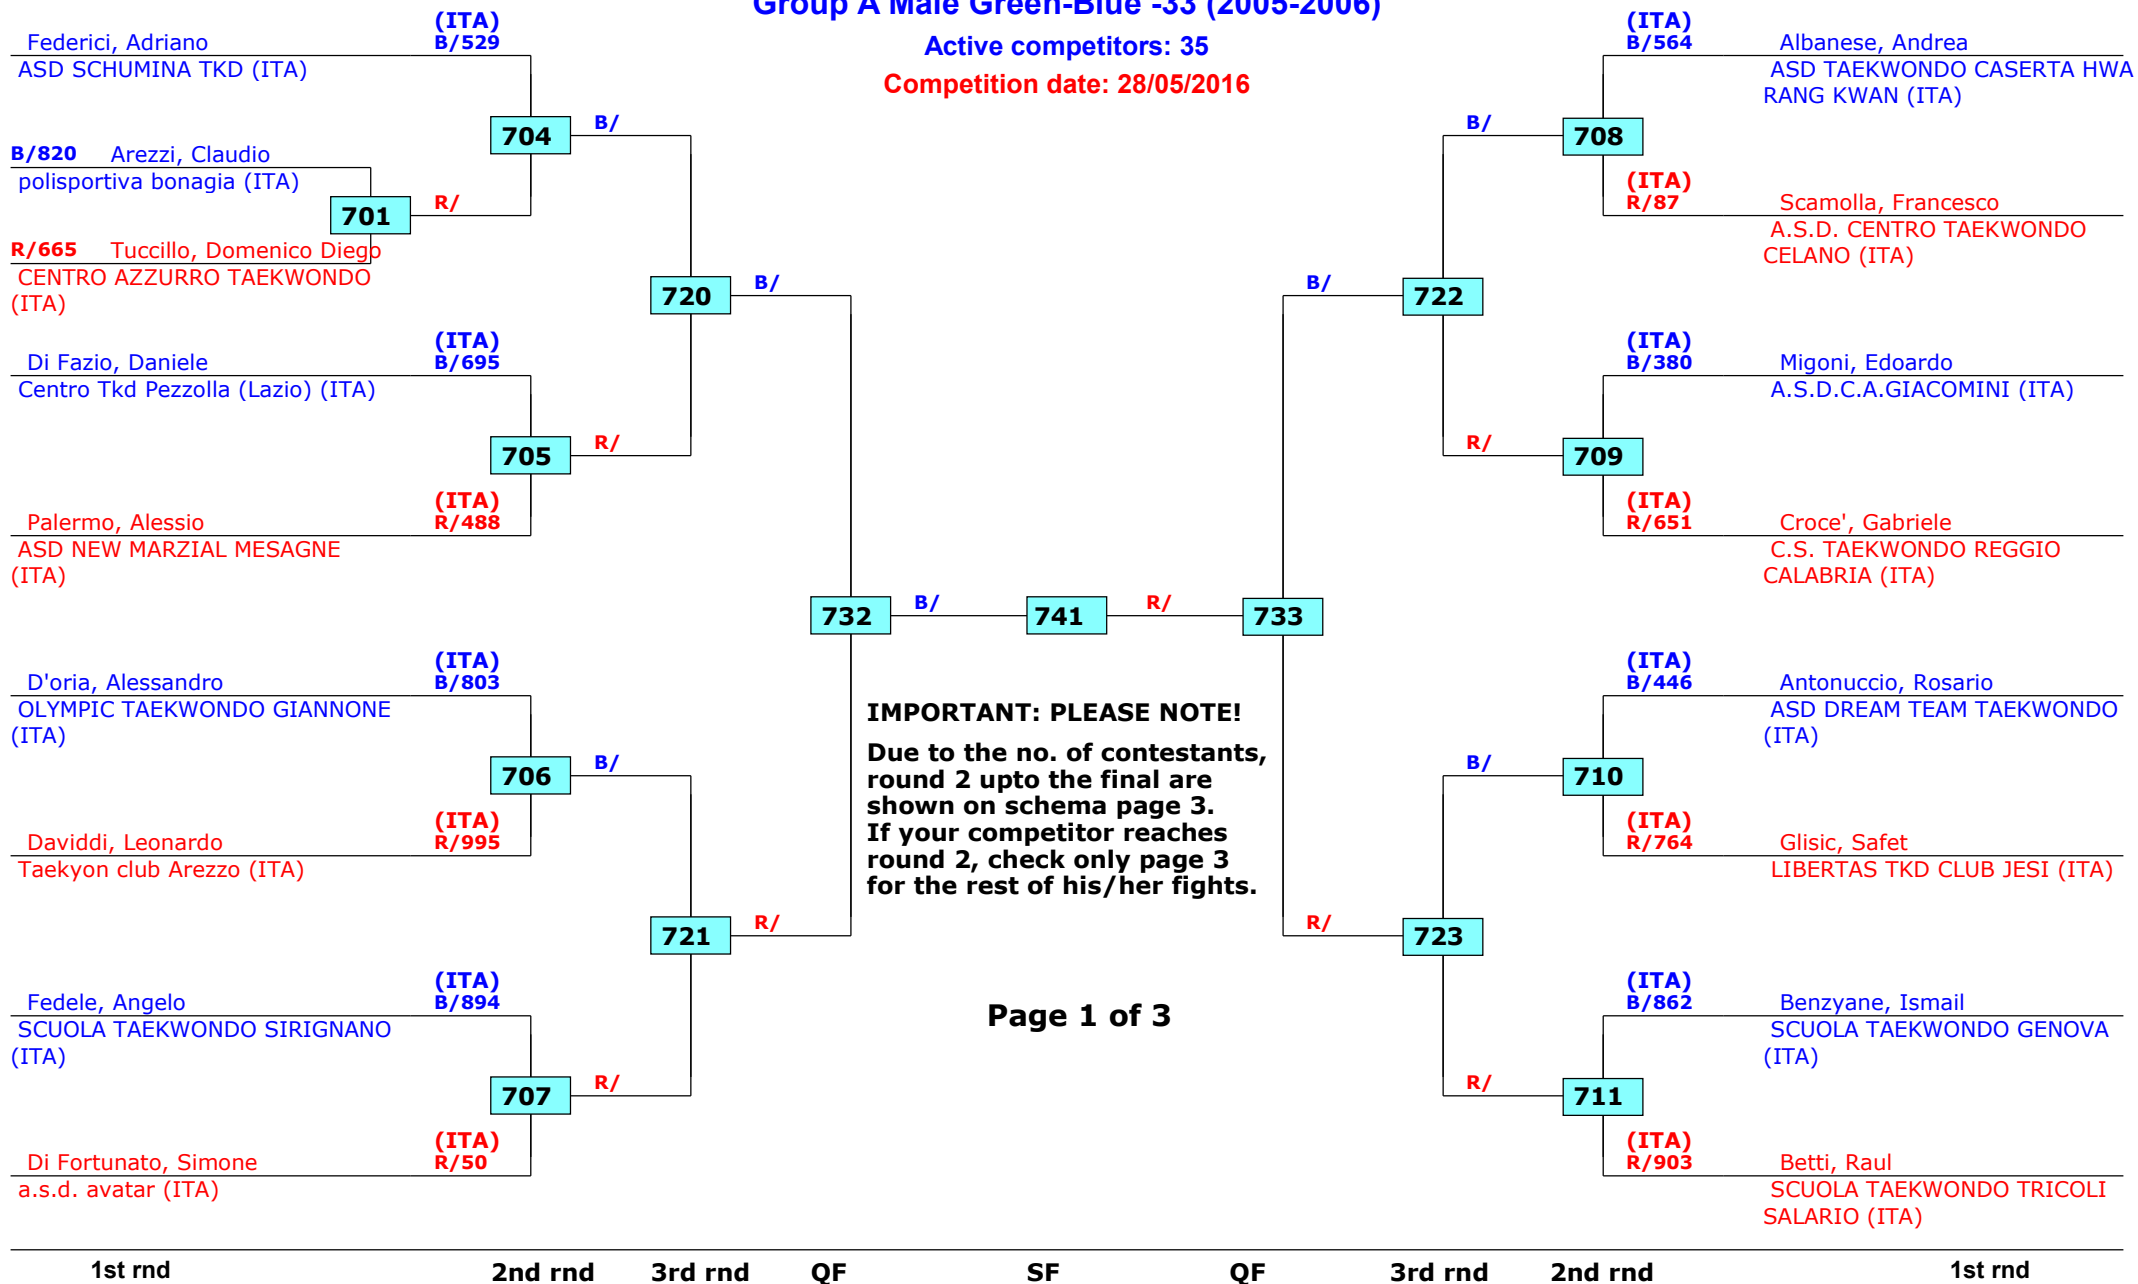 Group A Male Green-Blue -33 (2005-2006)
Active competitors: 35
Competition date: 28/05/2016
(ITA)
Federici, Adriano B/529
ASD SCHUMINA TKD (ITA)
704 B/
B/820 Arezzi, Claudio
polisportiva bonagia (ITA)
701 R/
R/665 Tuccillo, Domenico Diego
CENTRO AZZURRO TAEKWONDO
(ITA)
720 B/
(ITA)
Di Fazio, Daniele B/695
Centro Tkd Pezzolla (Lazio) (ITA)
705 R/
(ITA)
Palermo, Alessio R/488
ASD NEW MARZIAL MESAGNE
(ITA)
732 B/ 741 R/ 733
(ITA)
D'oria, Alessandro B/803
OLYMPIC TAEKWONDO GIANNONE
(ITA)
706 B/
(ITA)
Daviddi, Leonardo R/995
Taekyon club Arezzo (ITA)
721 R/
(ITA)
Fedele, Angelo B/894
SCUOLA TAEKWONDO SIRIGNANO
(ITA)
707 R/
(ITA)
Di Fortunato, Simone R/50
a.s.d. avatar (ITA)
IMPORTANT: PLEASE NOTE!
Due to the no. of contestants,
round 2 upto the final are
shown on schema page 3.
If your competitor reaches
round 2, check only page 3
for the rest of his/her fights.
Page 1 of 3
(ITA)
B/564 Albanese, Andrea
ASD TAEKWONDO CASERTA HWA
RANG KWAN (ITA)
B/ 708
(ITA)
R/87 Scamolla, Francesco
A.S.D. CENTRO TAEKWONDO
CELANO (ITA)
B/ 722
(ITA)
B/380 Migoni, Edoardo
A.S.D.C.A.GIACOMINI (ITA)
R/ 709
(ITA)
R/651 Croce', Gabriele
C.S. TAEKWONDO REGGIO
CALABRIA (ITA)
(ITA)
B/446 Antonuccio, Rosario
ASD DREAM TEAM TAEKWONDO
(ITA)
B/ 710
(ITA)
R/764 Glisic, Safet
LIBERTAS TKD CLUB JESI (ITA)
R/ 723
(ITA)
B/862 Benzyane, Ismail
SCUOLA TAEKWONDO GENOVA
(ITA)
R/ 711
(ITA)
R/903 Betti, Raul
SCUOLA TAEKWONDO TRICOLI
SALARIO (ITA)
1st rnd 2nd rnd 3rd rnd QF SF QF 3rd rnd 2nd rnd 1st rnd